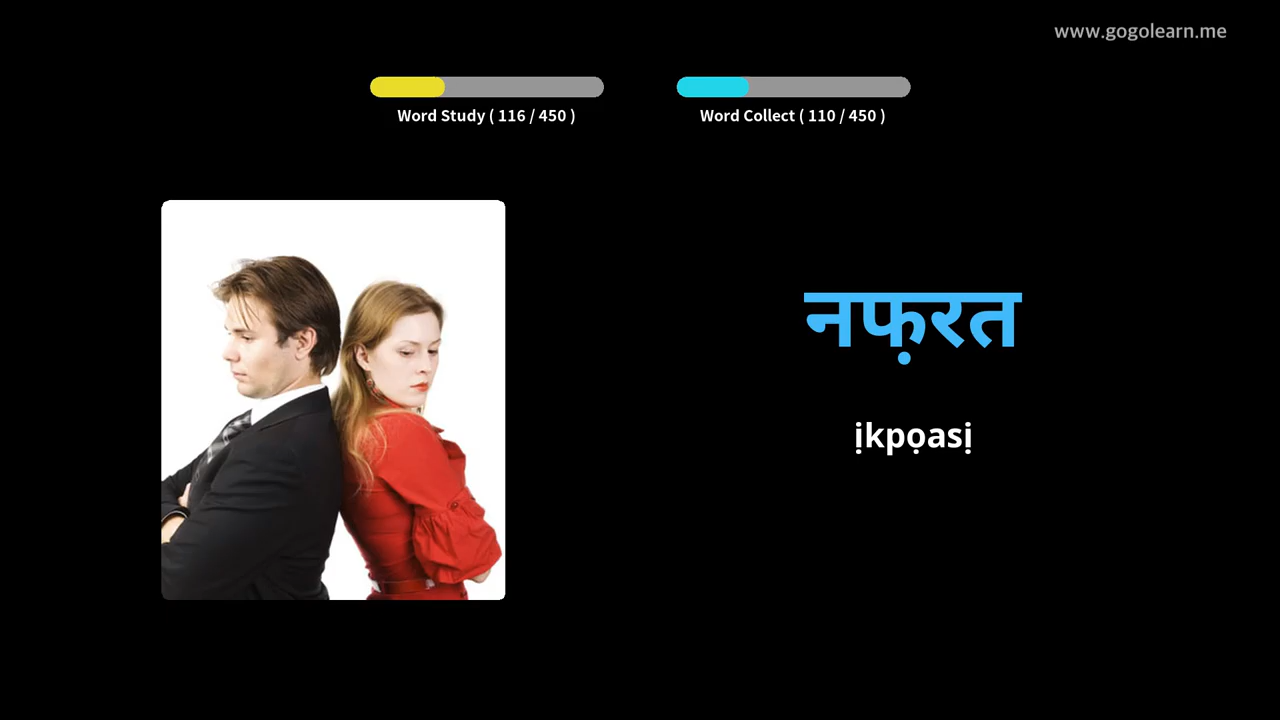 www.gogolearn.me
Word Study ( 116 / 450 )
Word Collect ( 110 / 450 )
नफ़रत
ịkpọasị